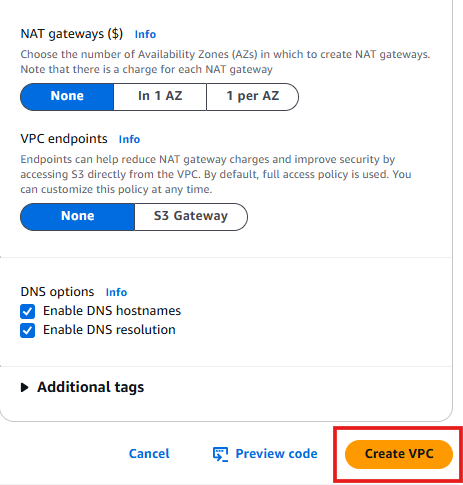 NAT gateways ($) Info
Choose the number of Availability Zones (AZs) in which to create NAT gateways.
Note that there is a charge for each NAT gateway
None In 1 AZ 1 per AZ
VPC endpoints Info
Endpoints can help reduce NAT gateway charges and improve security by
accessing S3 directly from the VPC. By default, full access policy is used. You
can customize this policy at any time.
None S3 Gateway
DNS options Info
Enable DNS hostnames
Enable DNS resolution
Additional tags
Cancel Preview code Create VPC